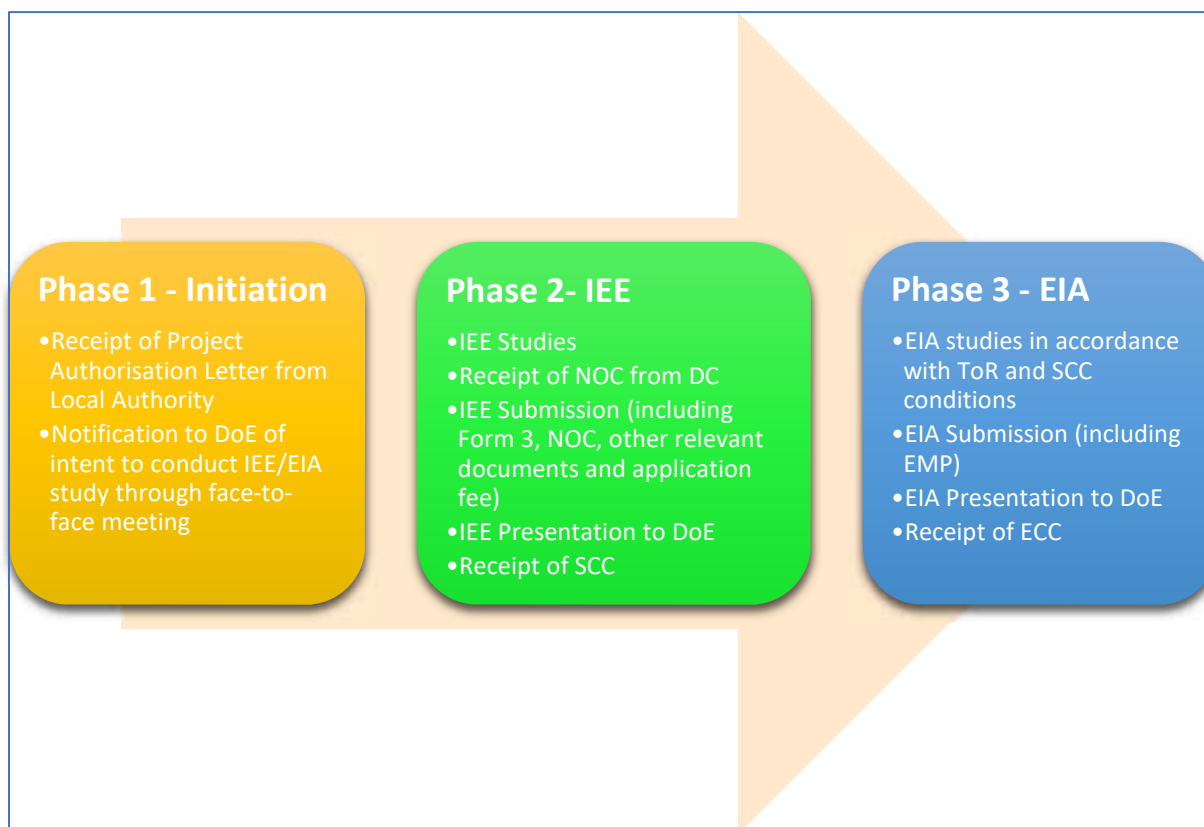 Phase 1 - Initiation
•Receipt of Project
Authorisation Letter from
Local Authority
•Notification to DoE of
intent to conduct IEE/EIA
study through face-to-
face meeting
Phase 2- IEE
•IEE Studies
•Receipt of NOC from DC
•IEE Submission (including
Form 3, NOC, other relevant
documents and application
fee)
•IEE Presentation to DoE
•Receipt of SCC
Phase 3 - EIA
•EIA studies in accordance
with ToR and SCC
conditions
•EIA Submission (including
EMP)
•EIA Presentation to DoE
•Receipt of ECC